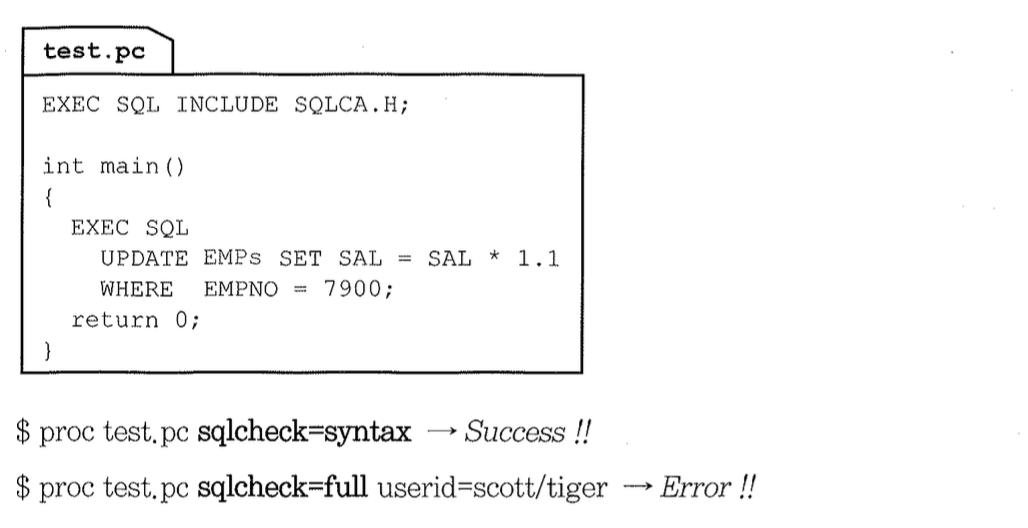 test.pc
EXEC SQL INCLUDE SQLCA.H;
int main()
{
EXEC SQL
UPDATE EMPs SET SAL = SAL * 1.1
WHERE EMPNO = 7900;
return 0;
}
$ proc test.pc sqlcheck=syntax → Success !!
$ proc test.pc sqlcheck=full userid=scott/tiger → Error !!